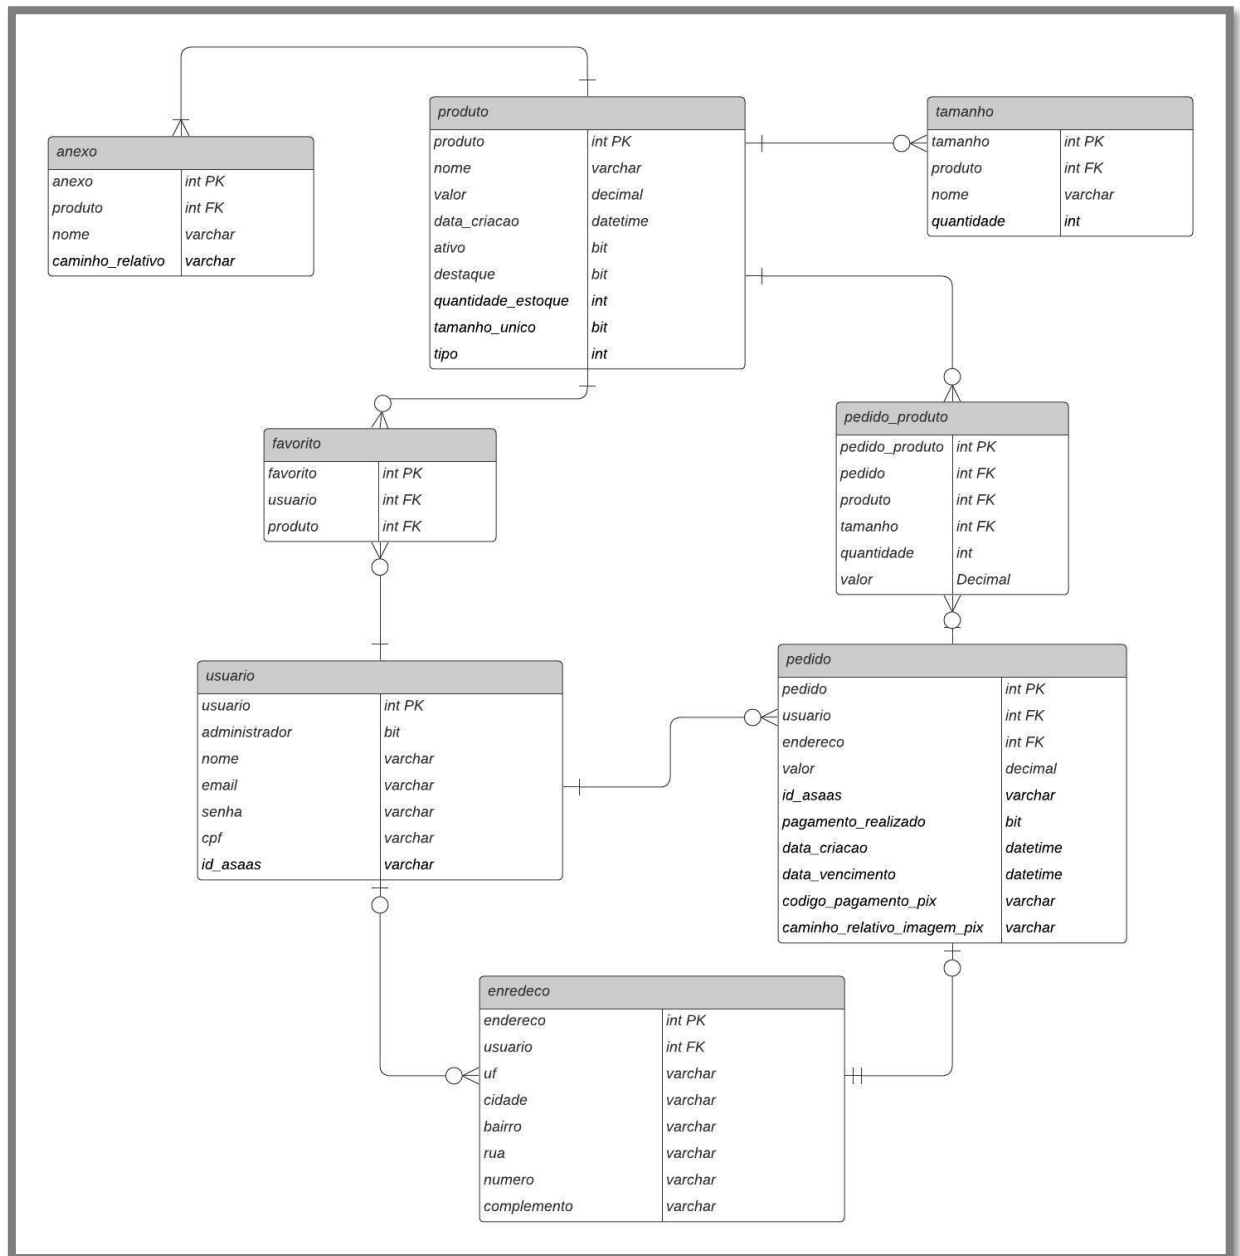 produto
produto int PK
nome varchar
valor decimal
data_criacao datetime
ativo bit
destaque bit
quantidade_estoque int
tamanho_unico bit
tipo int
tamanho
tamanho int PK
produto int FK
nome varchar
quantidade int
anexo
anexo int PK
produto int FK
nome varchar
caminho_relativo varchar
favorito
favorito int PK
usuario int FK
produto int FK
pedido_produto
pedido_produto int PK
pedido int FK
produto int FK
tamanho int FK
quantidade int
valor Decimal
usuario
usuario int PK
administrador bit
nome varchar
email varchar
senha varchar
cpf varchar
id_asaas varchar
pedido
pedido int PK
usuario int FK
endereco int FK
valor decimal
id_asaas varchar
pagamento_realizado bit
data_criacao datetime
data_vencimento datetime
codigo_pagamento_pix varchar
caminho_relativo_imagem_pix varchar
enredeco
endereco int PK
usuario int FK
uf varchar
cidade varchar
bairro varchar
rua varchar
numero varchar
complemento varchar